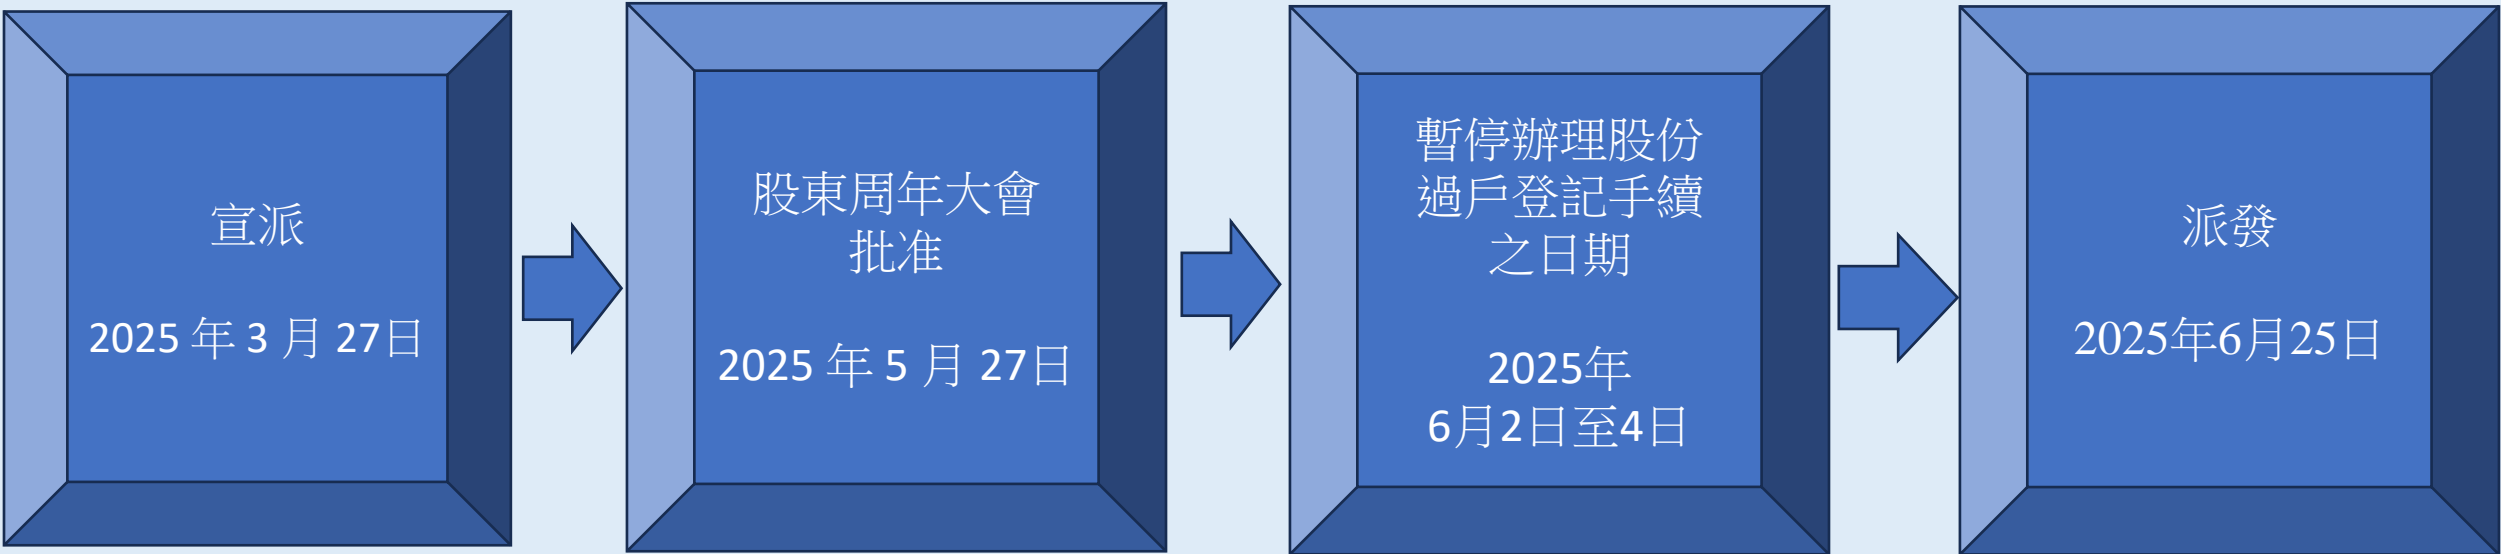 宣派
2025 年 3 月 27日
股東周年大會
批准
2025 年 5 月 27日
暫停辦理股份
過戶登記手續
之日期
2025年
6月2日至4日
派發
2025年6月25日